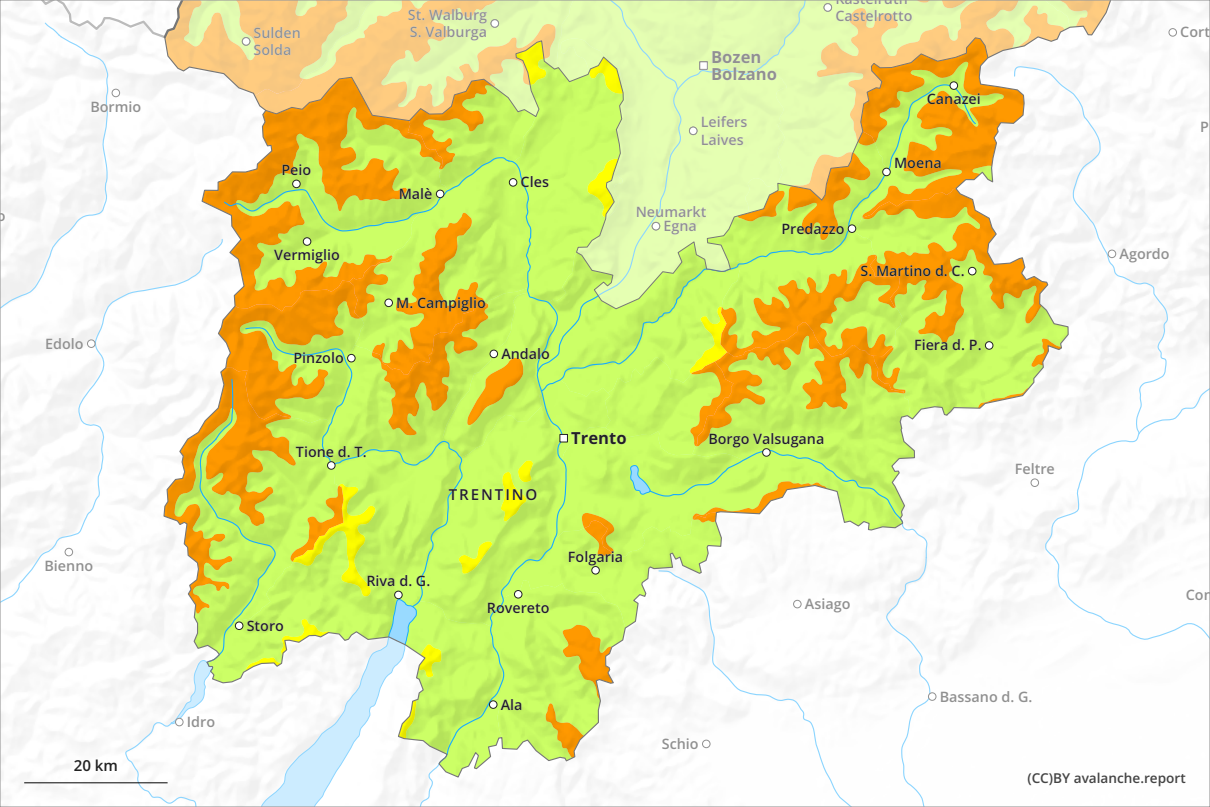 Kastelruth
Castelrotto
St. Walburg
S. Valburga
Sulden
Solda
Cort
Bozen
Bolzano
Bormio
Canazei
Leifers
Laives
P
Moena
Peio
Cles
Malè
Neumarkt
Egna
Predazzo
Vermiglio
Agordo
S. Martino d. C.
M. Campiglio
Edolo
Pinzolo
Andalo
Fiera d. P.
Trento
Borgo Valsugana
Tione d. T.
Feltre
TRENTINO
Bienno
Folgaria
Riva d. G.
Cor
Rovereto
Asiago
Storo
Bassano d. G.
Ala
Idro
Schio
20 km
(CC)BY avalanche.report